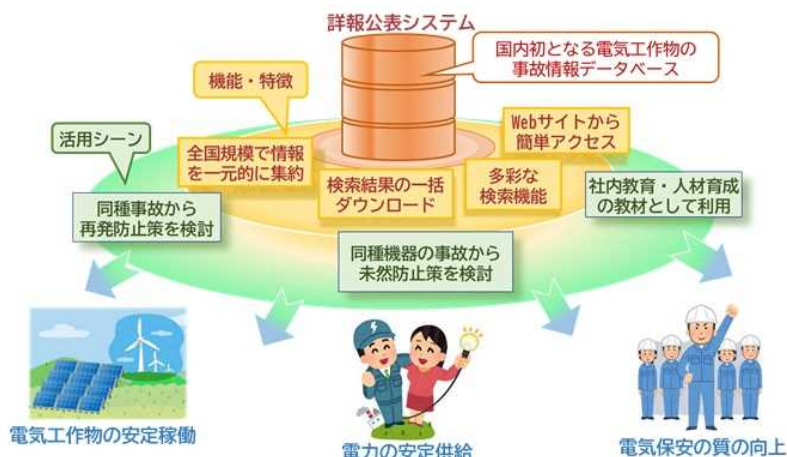 詳報公表システム
国内初となる電気工作物の
事故情報データベース
機能・特徴
活用シーン
全国規模で情報
を一元的に集約
Webサイトから
簡単アクセス
検索結果の一括
ダウンロード
多彩な
検索機能
社内教育・人材育成
の教材として利用
同種事故から
再発防止策を検討
同種機器の事故から
未然防止策を検討
電気工作物の安定稼働
電力の安定供給
電気保安の質の向上